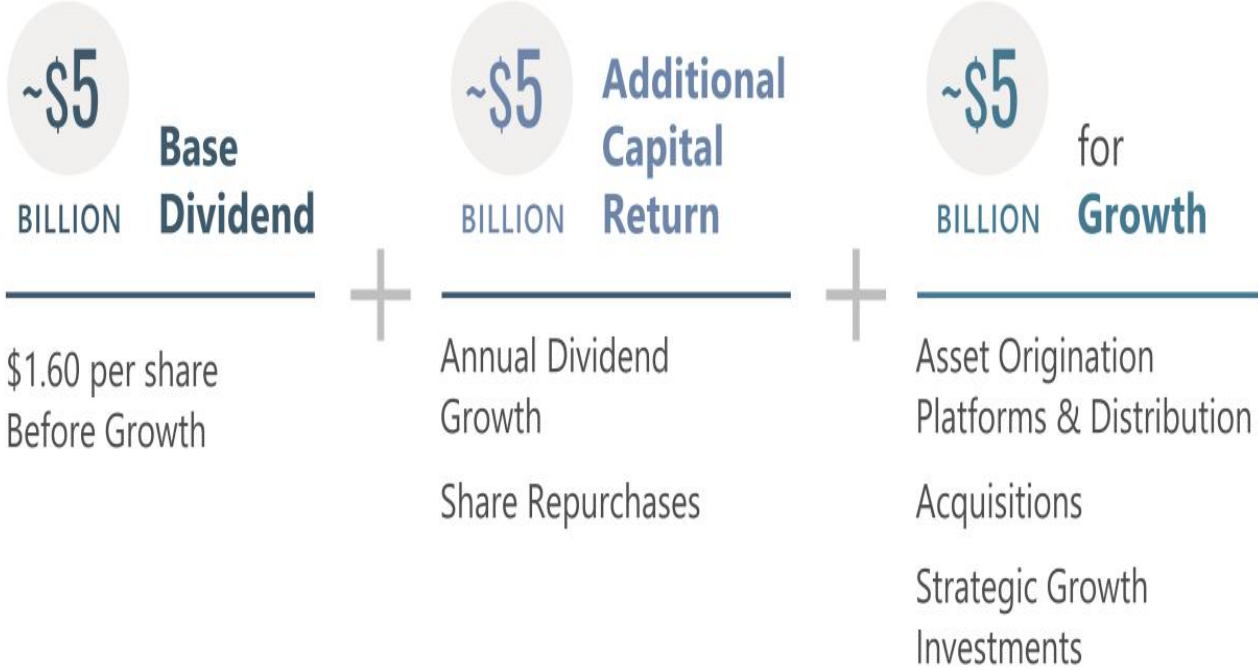 ~$5
BILLION
Base
Dividend
$1.60 per share
Before Growth
+
~$5
BILLION
Additional
Capital
Return
Annual Dividend
Growth
Share Repurchases
+
~$5
BILLION
for
Growth
Asset Origination
Platforms & Distribution
Acquisitions
Strategic Growth
Investments